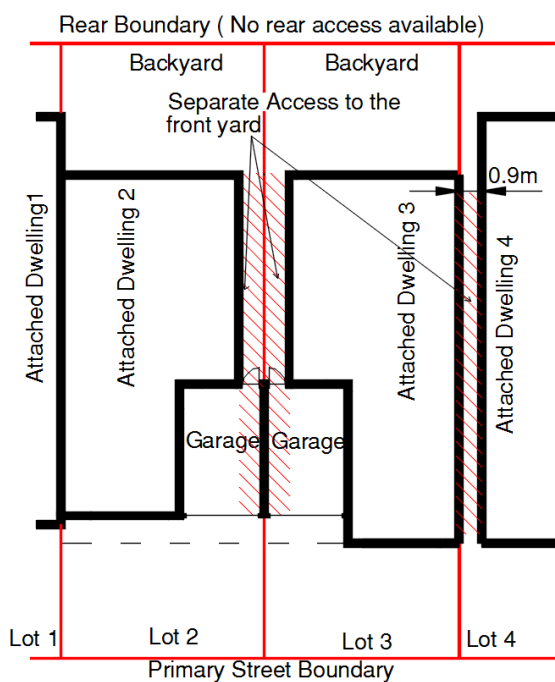 Rear Boundary ( No rear access available)
Backyard
Backyard
Separate Access to the
front yard
0.9m
Attached Dwelling1
Attached Dwelling 2
Attached Dwelling 3
Attached Dwelling 4
Garage
Garage
Lot 1
Lot 2
Lot 3
Lot 4
Primary Street Boundary